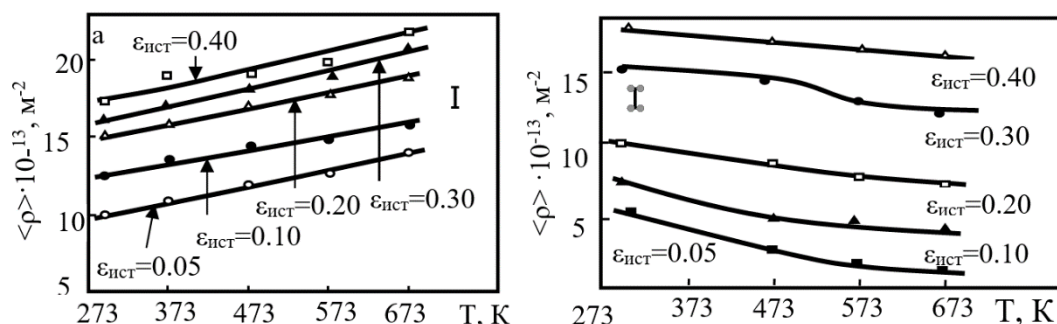 а
<ρ>·10⁻¹³, м⁻²
20
15
10
5
εист=0.40
εист=0.30
εист=0.20
εист=0.10
εист=0.05
273 373 473 573 673 T, К
<ρ> ·10⁻¹³, м⁻²
15
10
5
εист=0.40
εист=0.30
εист=0.20
εист=0.10
εист=0.05
273 373 473 573 673 T, К